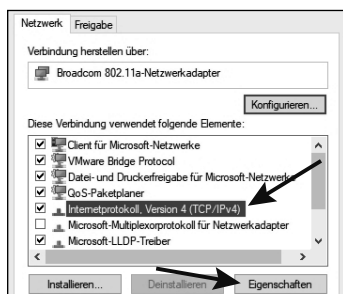 Netzwerk Freigabe
Verbindung herstellen über:
Broadcom 802.11a-Netzwerkadapter
Konfigurieren...
Diese Verbindung verwendet folgende Elemente:
Client für Microsoft-Netzwerke
VMware Bridge Protocol
Datei- und Druckerfreigabe für Microsoft-Netzwerke
QoS-Paketplaner
Internetprotokoll, Version 4 (TCP/IPv4)
Microsoft-Multiplexorprotokoll für Netzwerkadapter
Microsoft-LLDP-Treiber
Installieren... Deinstallieren Eigenschaften